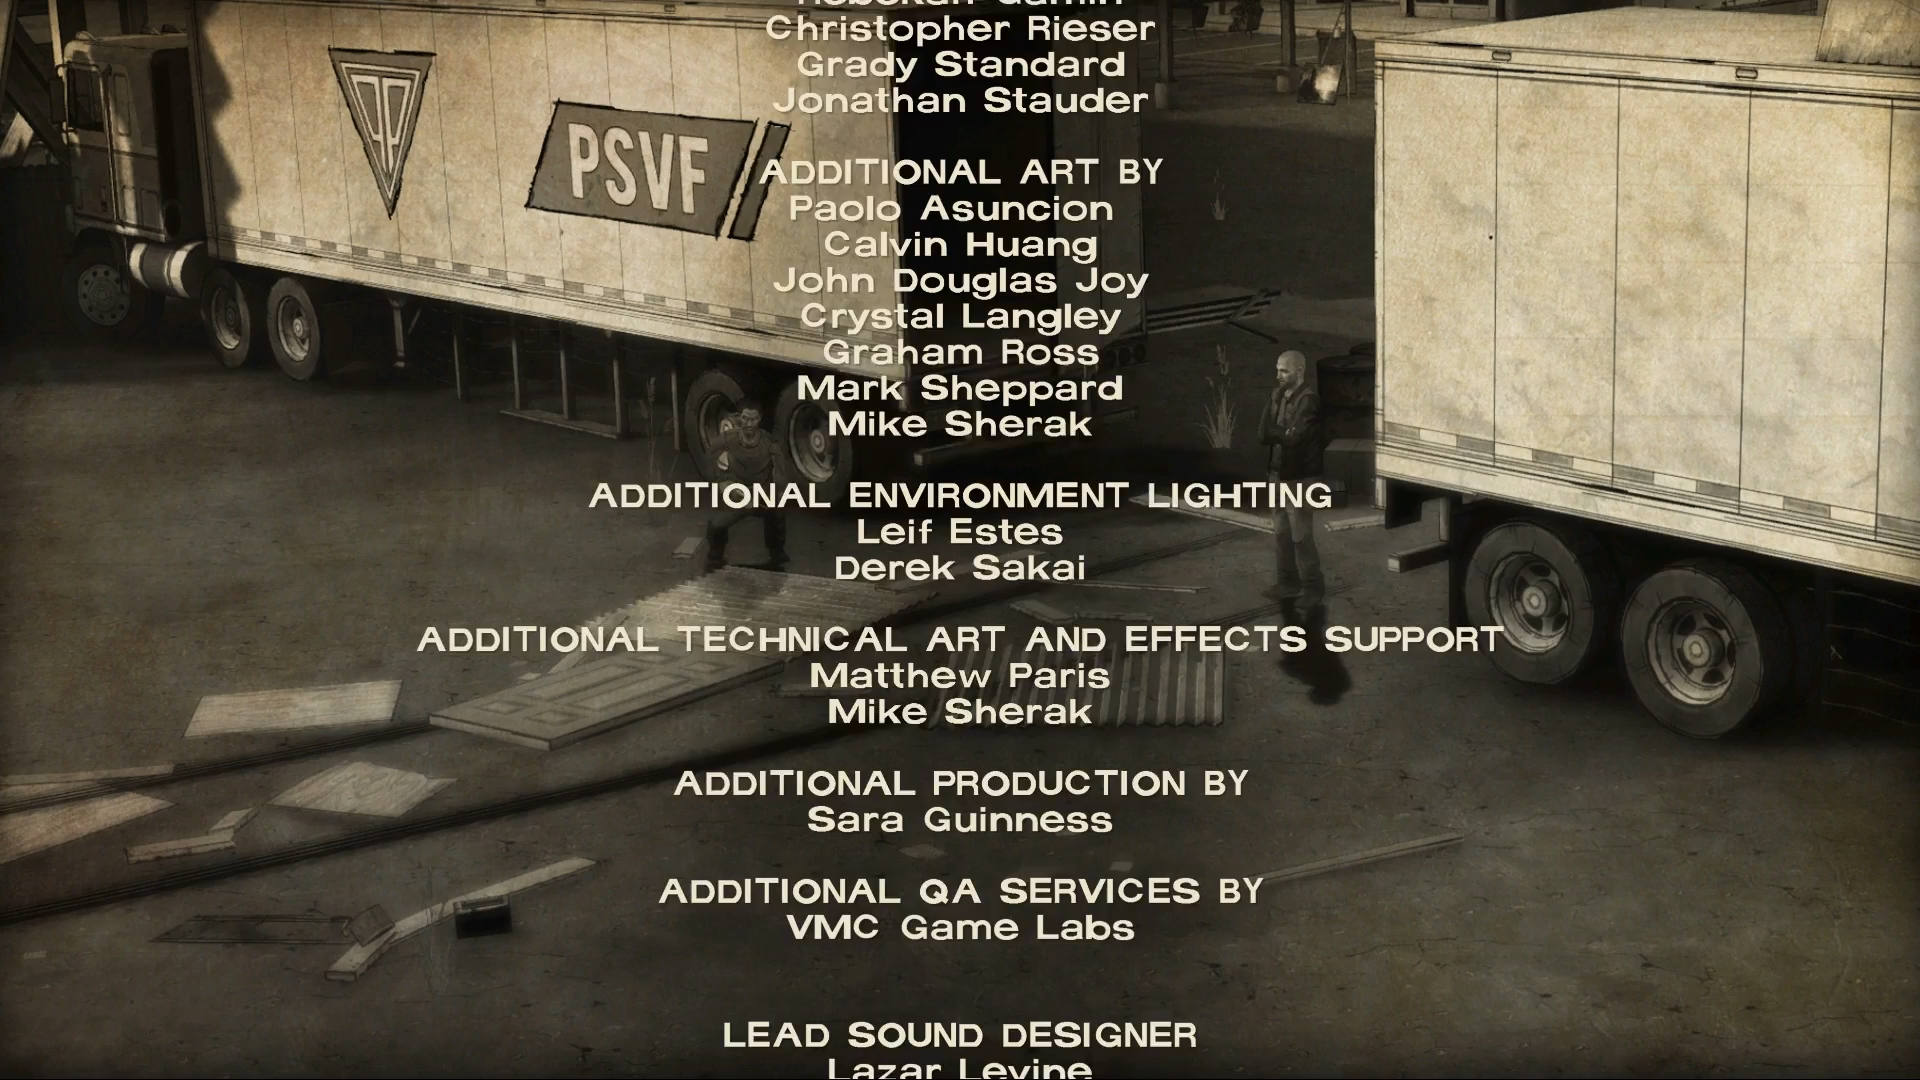 Christopher Rieser
Grady Standard
Jonathan Stauder
PSVF
ADDITIONAL ART BY
Paolo Asuncion
Calvin Huang
John Douglas Joy
Crystal Langley
Graham Ross
Mark Sheppard
Mike Sherak
ADDITIONAL ENVIRONMENT LIGHTING
Leif Estes
Derek Sakai
ADDITIONAL TECHNICAL ART AND EFFECTS SUPPORT
Matthew Paris
Mike Sherak
ADDITIONAL PRODUCTION BY
Sara Guinness
ADDITIONAL QA SERVICES BY
VMC Game Labs
LEAD SOUND DESIGNER
Lazar Levine